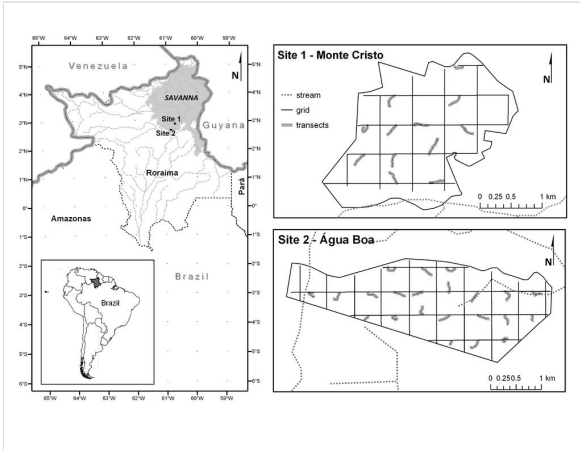 65°W 64°W 63°W 62°W 61°W 60°W 59°W
Venezuela
N
5°N
5°N
4°N
4°N
3°N
3°N
2°N
2°N
1°N
1°N
0°
0°
1°S
1°S
2°S
2°S
3°S
3°S
4°S
4°S
5°S
5°S
6°S
6°S
SAVANNA
Site 1
Site 2
Guyana
Roraima
Amazonas
Pará
Brazil
Brazil
65°W 64°W 63°W 62°W 61°W 60°W 59°W
Site 1 - Monte Cristo
N
stream
grid
transects
0 0.25 0.5 1 km
Site 2 - Água Boa
N
0 0.25 0.5 1 km